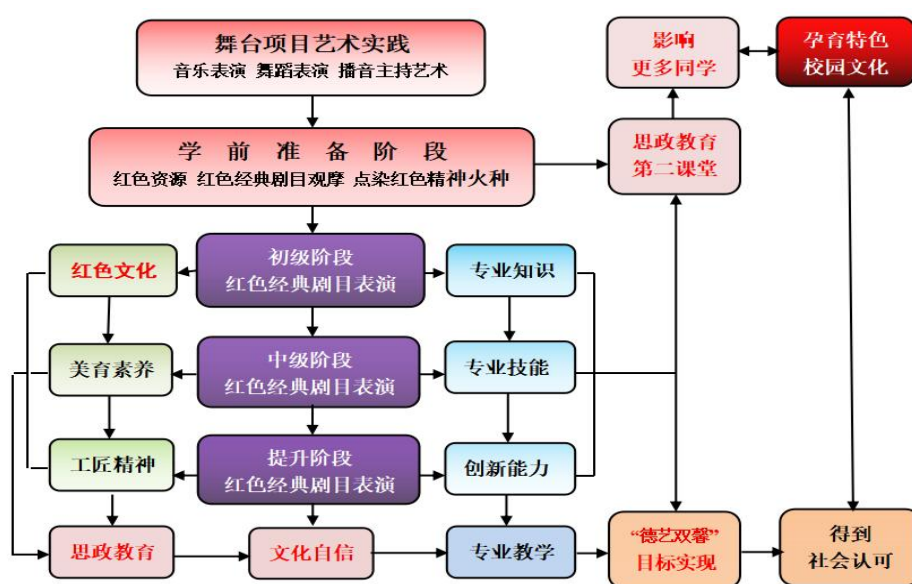 舞台项目艺术实践
音乐表演 舞蹈表演 播音主持艺术
影响
更多同学
孕育特色
校园文化
学前准备阶段
红色资源 红色经典剧目观摩 点染红色精神火种
思政教育
第二课堂
红色文化
初级阶段
红色经典剧目表演
专业知识
美育素养
中级阶段
红色经典剧目表演
专业技能
工匠精神
提升阶段
红色经典剧目表演
创新能力
思政教育
文化自信
专业教学
“德艺双馨”
目标实现
得到
社会认可